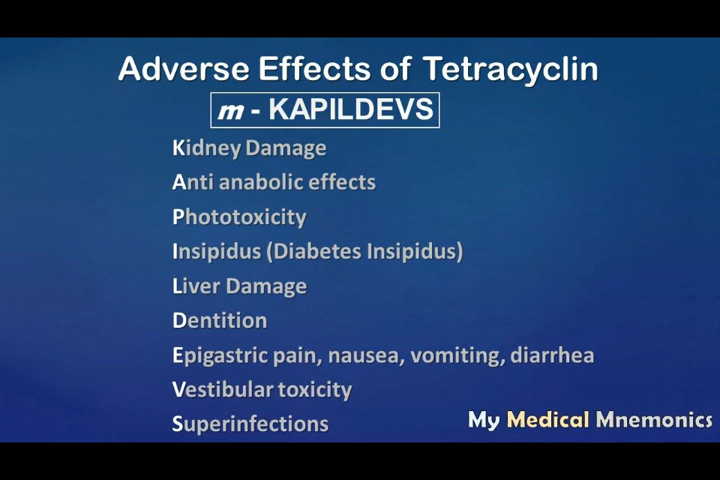 Adverse Effects of Tetracyclin
m - KAPILDEVS
Kidney Damage
Anti anabolic effects
Phototoxicity
Insipidus (Diabetes Insipidus)
Liver Damage
Dentition
Epigastric pain, nausea, vomiting, diarrhea
Vestibular toxicity
Superinfections
My Medical Mnemonics